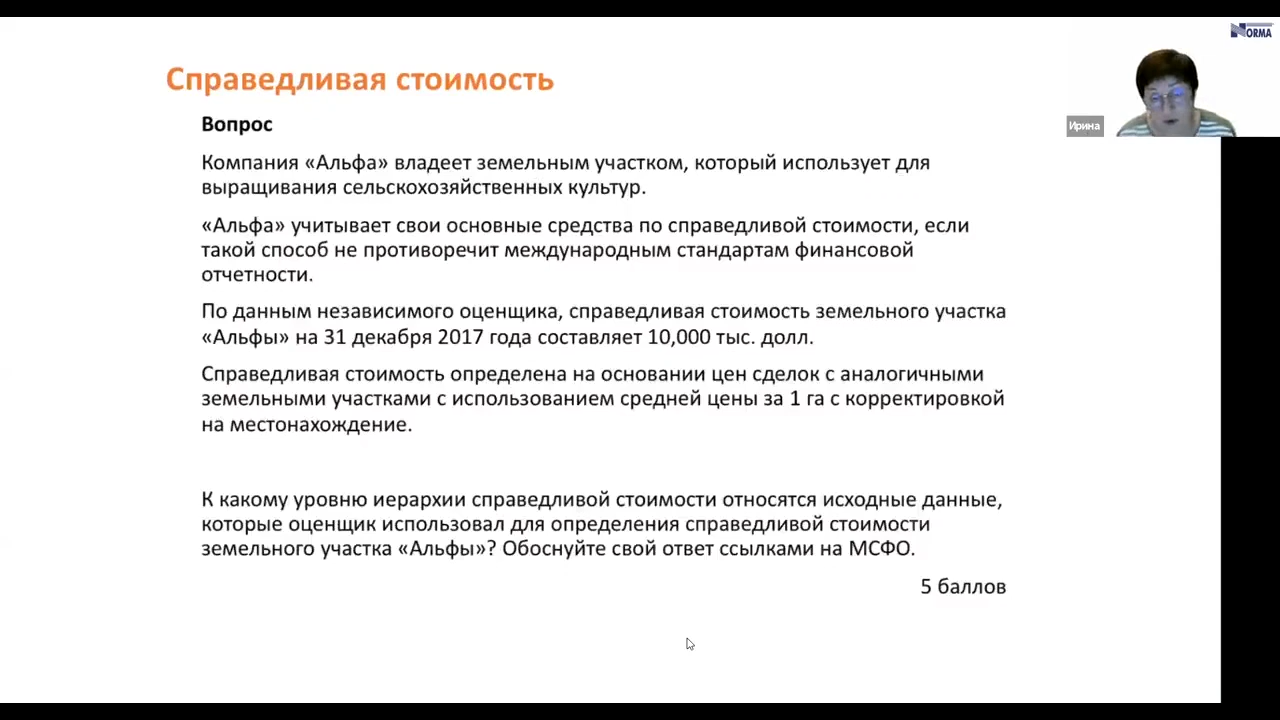 NORMA
Справедливая стоимость
Ирина
Вопрос
Компания «Альфа» владеет земельным участком, который использует для
выращивания сельскохозяйственных культур.
«Альфа» учитывает свои основные средства по справедливой стоимости, если
такой способ не противоречит международным стандартам финансовой
отчетности.
По данным независимого оценщика, справедливая стоимость земельного участка
«Альфы» на 31 декабря 2017 года составляет 10,000 тыс. долл.
Справедливая стоимость определена на основании цен сделок с аналогичными
земельными участками с использованием средней цены за 1 га с корректировкой
на местонахождение.
К какому уровню иерархии справедливой стоимости относятся исходные данные,
которые оценщик использовал для определения справедливой стоимости
земельного участка «Альфы»? Обоснуйте свой ответ ссылками на МСФО.
5 баллов